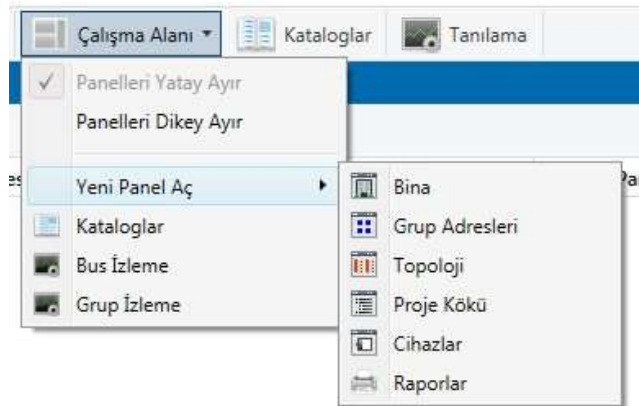 Çalışma Alanı Kataloglar Tanılama
Panelleri Yatay Ayır
Panelleri Dikey Ayır
Yeni Panel Aç
Kataloglar
Bus İzleme
Grup İzleme
Bina
Grup Adresleri
Topoloji
Proje Kökü
Cihazlar
Raporlar